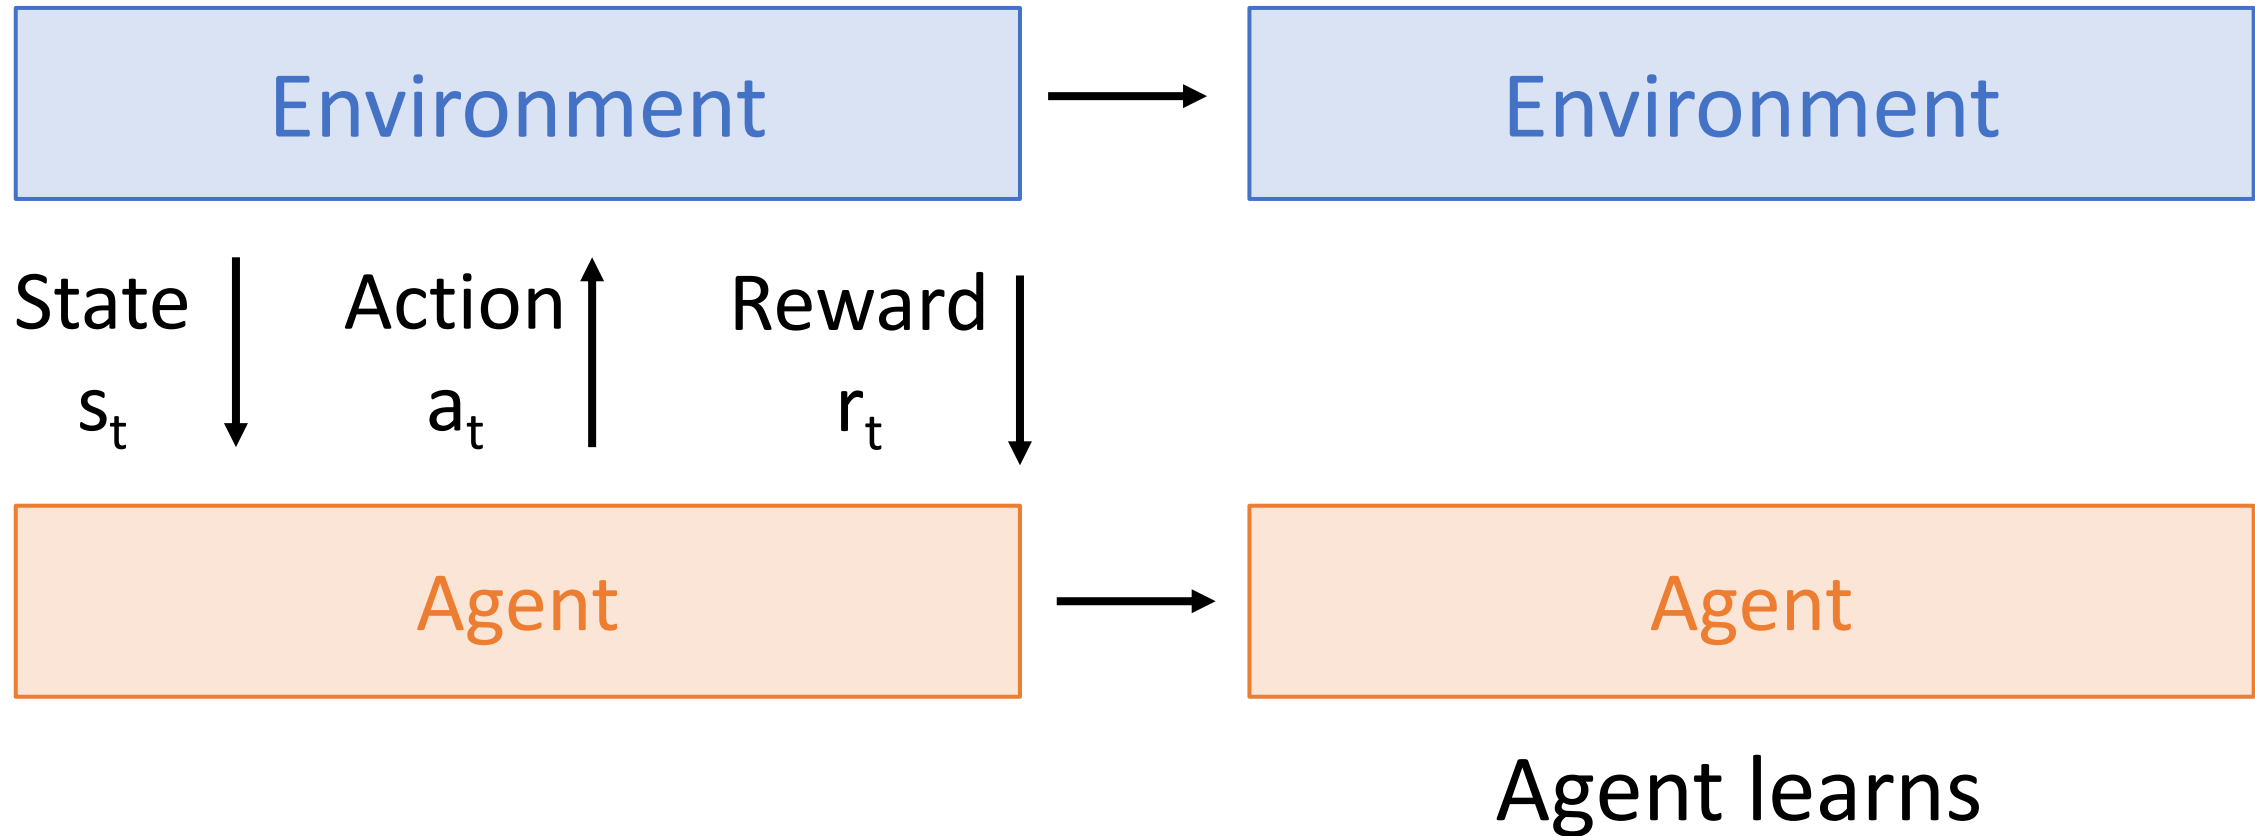 Environment Environment
State Action Reward
s_t a_t r_t
Agent Agent
Agent learns